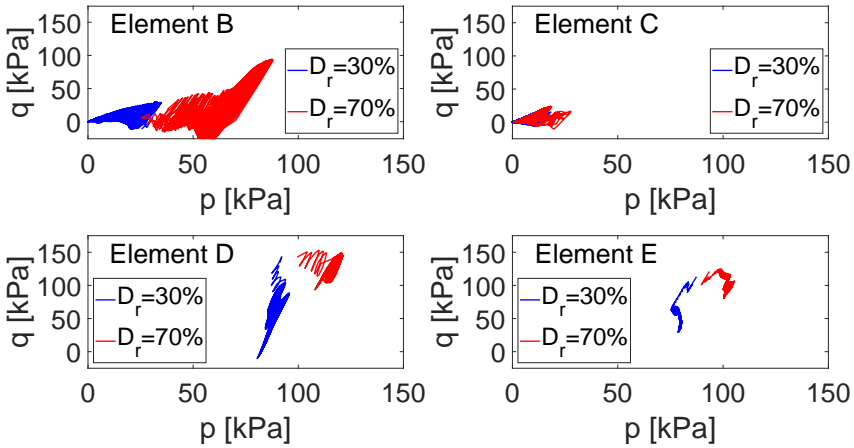 Element B
D_r=30%
D_r=70%
q [kPa]
150
100
50
0
0 50 100 150
p [kPa]
Element C
D_r=30%
D_r=70%
q [kPa]
150
100
50
0
0 50 100 150
p [kPa]
Element D
D_r=30%
D_r=70%
q [kPa]
150
100
50
0
0 50 100 150
p [kPa]
Element E
D_r=30%
D_r=70%
q [kPa]
150
100
50
0
0 50 100 150
p [kPa]